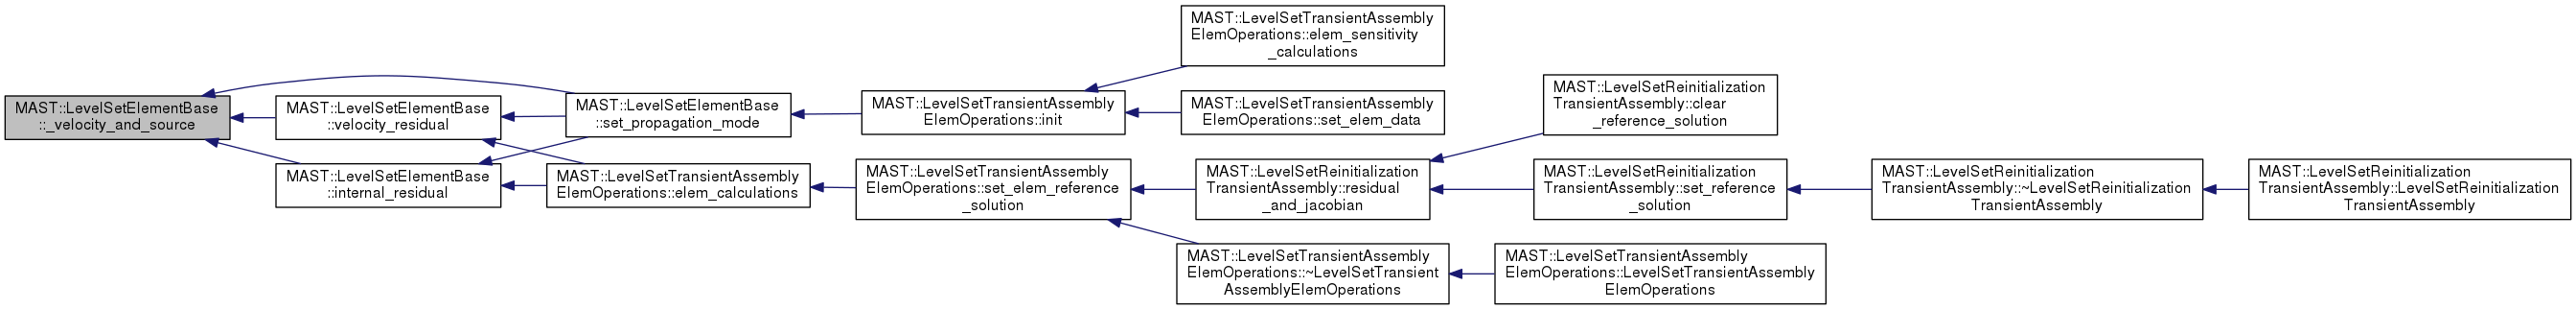 MAST::LevelSetElementBase
::_velocity_and_source
MAST::LevelSetElementBase
::velocity_residual
MAST::LevelSetElementBase
::internal_residual
MAST::LevelSetElementBase
::set_propagation_mode
MAST::LevelSetTransientAssembly
ElemOperations::elem_calculations
MAST::LevelSetTransientAssembly
ElemOperations::init
MAST::LevelSetTransientAssembly
ElemOperations::set_elem_reference
_solution
MAST::LevelSetTransientAssembly
ElemOperations::elem_sensitivity
_calculations
MAST::LevelSetTransientAssembly
ElemOperations::set_elem_data
MAST::LevelSetReinitialization
TransientAssembly::residual
_and_jacobian
MAST::LevelSetTransientAssembly
ElemOperations::~LevelSetTransient
AssemblyElemOperations
MAST::LevelSetReinitialization
TransientAssembly::clear
_reference_solution
MAST::LevelSetReinitialization
TransientAssembly::set_reference
_solution
MAST::LevelSetTransientAssembly
ElemOperations::LevelSetTransientAssembly
ElemOperations
MAST::LevelSetReinitialization
TransientAssembly::~LevelSetReinitialization
TransientAssembly
MAST::LevelSetReinitialization
TransientAssembly::LevelSetReinitialization
TransientAssembly